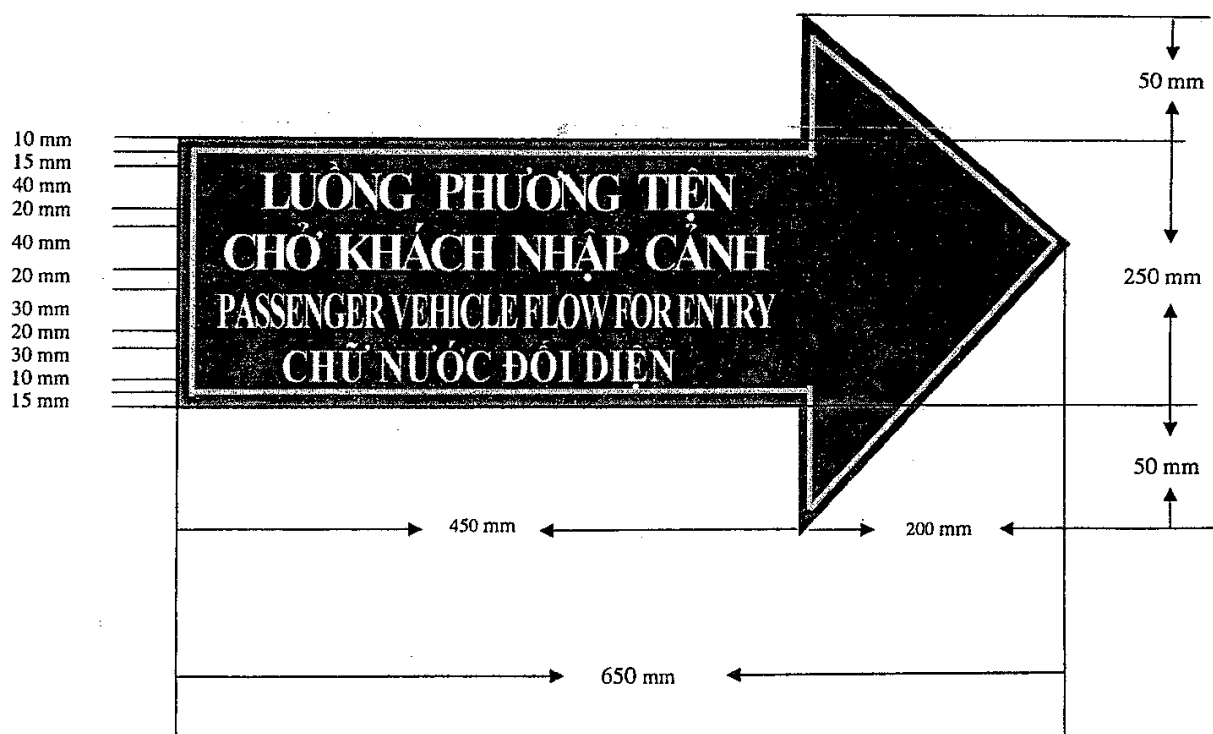 50 mm
10 mm
15 mm
40 mm
20 mm
40 mm
20 mm
30 mm
20 mm
30 mm
10 mm
15 mm
LUỒNG PHƯƠNG TIỆN
CHỞ KHÁCH NHẬP CẢNH
PASSENGER VEHICLE FLOW FOR ENTRY
CHỮ NƯỚC ĐỐI DIỆN
250 mm
50 mm
450 mm
200 mm
650 mm